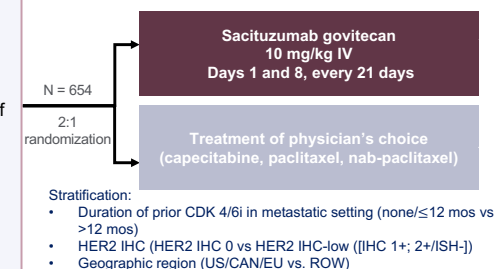 Sacituzumab govitecan
10 mg/kg IV
Days 1 and 8, every 21 days
N = 654
f
2:1
randomization
Treatment of physician's choice
(capecitabine, paclitaxel, nab-paclitaxel)
Stratification:
• Duration of prior CDK 4/6i in metastatic setting (none/≤12 mos vs
>12 mos)
• HER2 IHC (HER2 IHC 0 vs HER2 IHC-low ([IHC 1+; 2+/ISH-])
• Geographic region (US/CAN/EU vs. ROW)